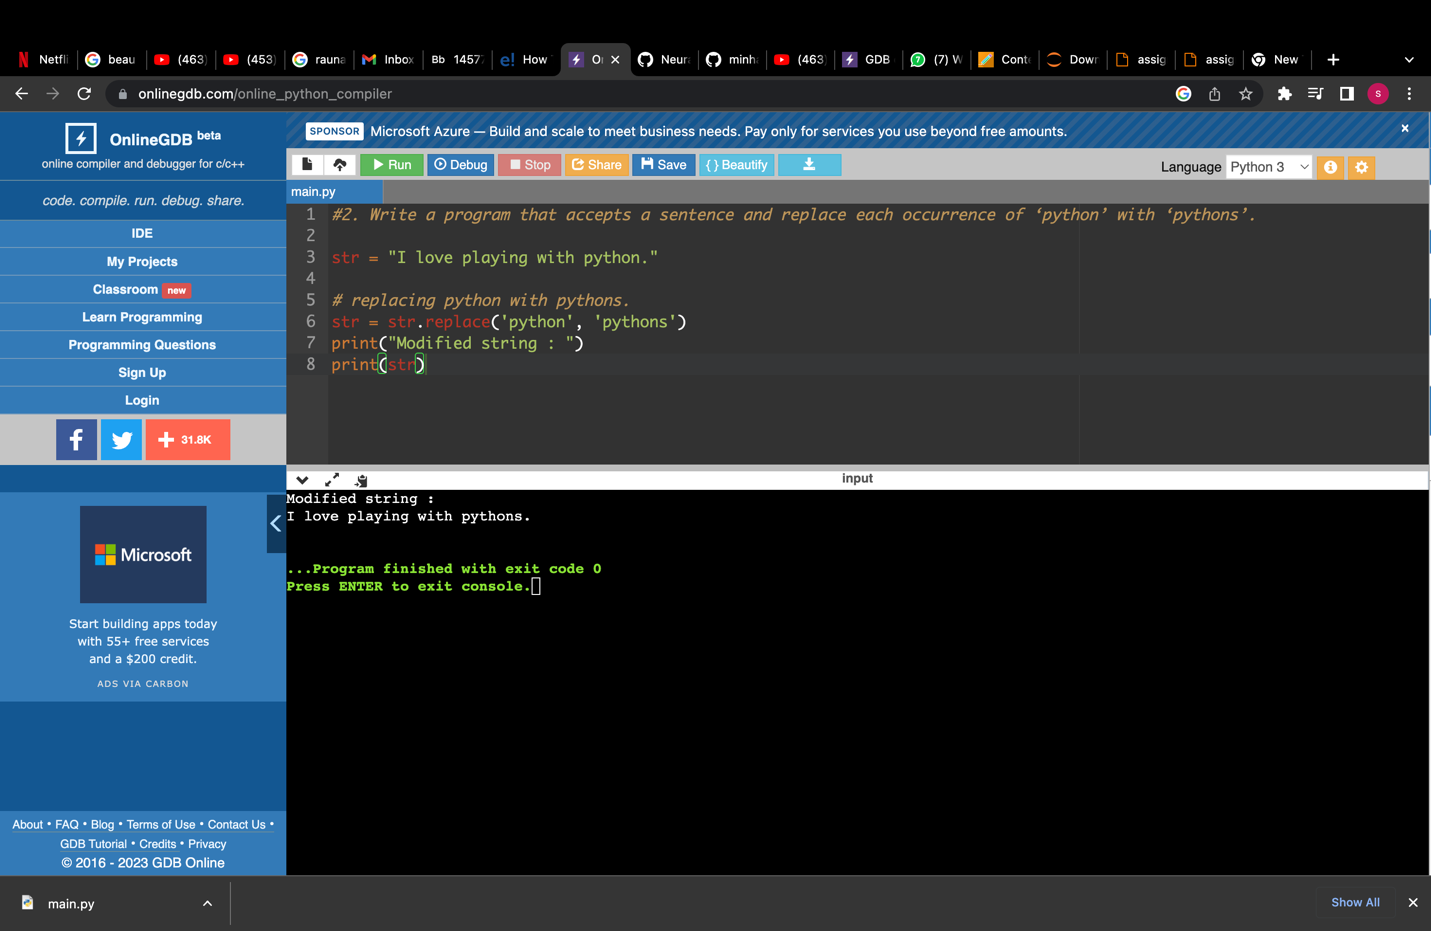 Netfli
beau
(463)
(453)
rauna
Inbox
Bb 1457
e! How
O
Neura
minh
(463)
GDB
(7) W
Conte
Down
assig
assig
New
onlinegdb.com/online_python_compiler
S
OnlineGDB beta
online compiler and debugger for c/c++
code. compile. run. debug. share.
IDE
My Projects
Classroom new
Learn Programming
Programming Questions
Sign Up
Login
f
+ 31.8K
Microsoft
Start building apps today
with 55+ free services
and a $200 credit.
ADS VIA CARBON
About • FAQ • Blog • Terms of Use • Contact Us •
GDB Tutorial • Credits • Privacy
© 2016 - 2023 GDB Online
SPONSOR Microsoft Azure — Build and scale to meet business needs. Pay only for services you use beyond free amounts.
Run
Debug
Stop
Share
Save
{ } Beautify
Language Python 3
main.py
1 #2. Write a program that accepts a sentence and replace each occurrence of ‘python’ with ‘pythons’.
2
3 str = "I love playing with python."
4
5 # replacing python with pythons.
6 str = str.replace('python', 'pythons')
7 print("Modified string : ")
8 print(str)
input
Modified string :
I love playing with pythons.
...Program finished with exit code 0
Press ENTER to exit console.
main.py
Show All